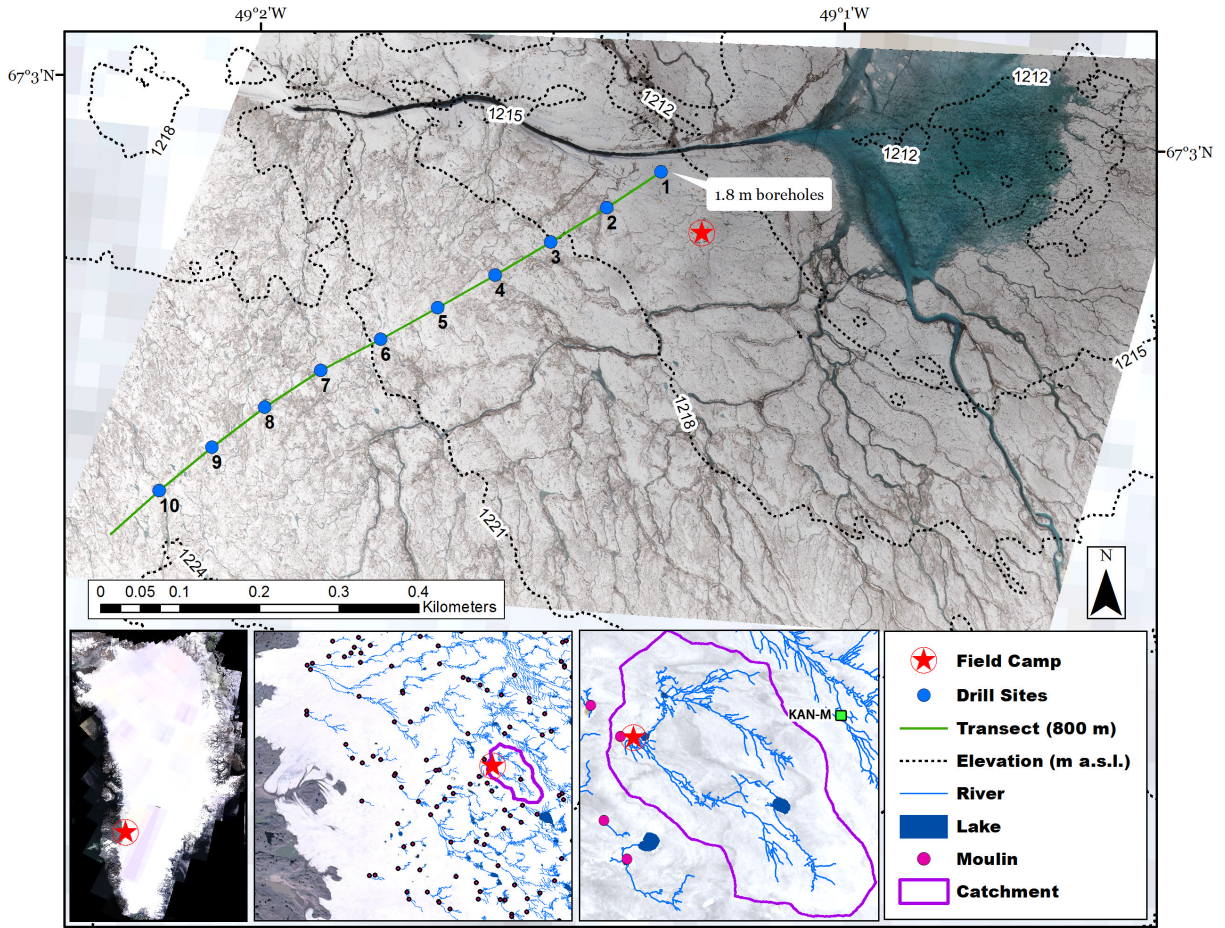 49°2'W
49°1'W
67°3'N
67°3'N
1212
1212
1215
1218
1212
1
1.8 m boreholes
2
3
4
5
6
7
8
9
10
1215
1218
1221
1224
N
0 0.05 0.1 0.2 0.3 0.4
Kilometers
KAN-M
Field Camp
Drill Sites
Transect (800 m)
Elevation (m a.s.l.)
River
Lake
Moulin
Catchment